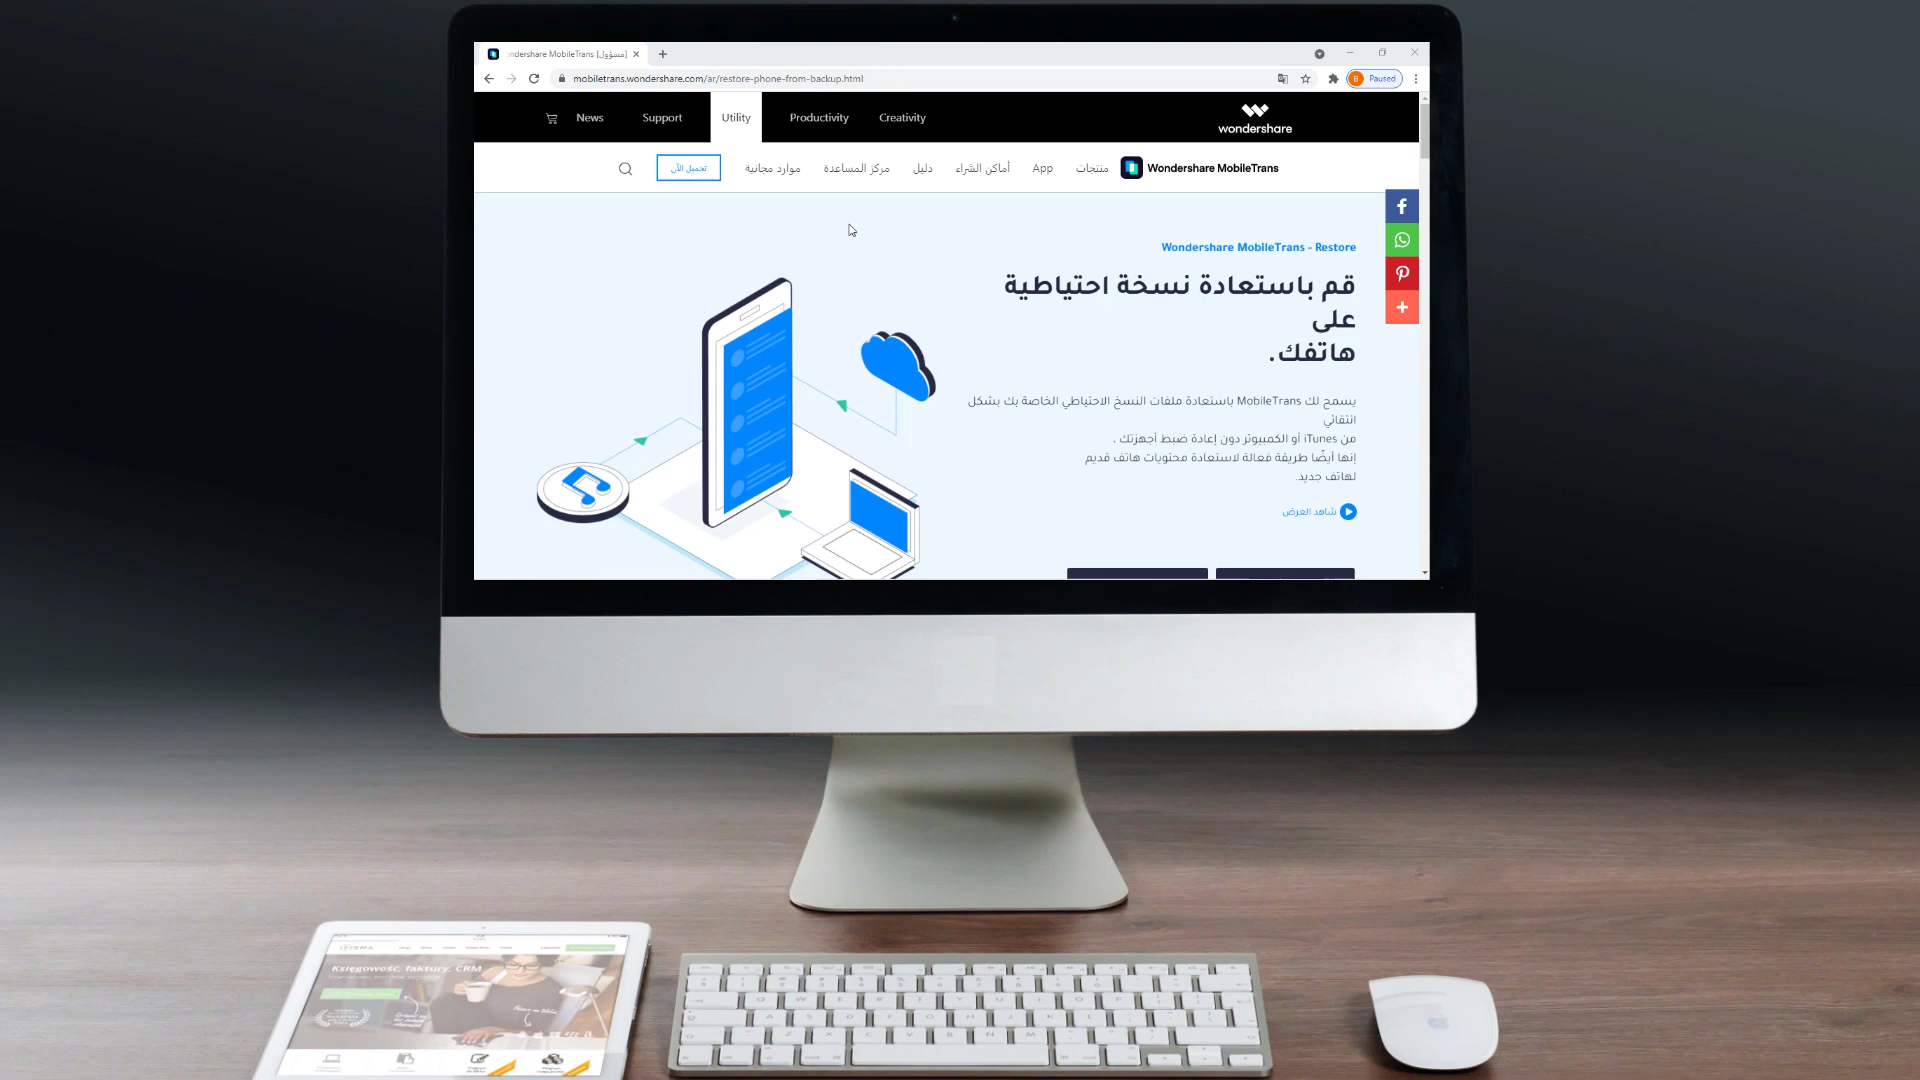 ndershare MobileTrans [مسؤول]
mobiletrans.wondershare.com/ar/restore-phone-from-backup.html
B Paused
News Support Utility Productivity Creativity
wondershare
Wondershare MobileTrans منتجات App أماكن الشراء دليل مركز المساعدة موارد مجانية تحميل الآن
Wondershare MobileTrans - Restore
قم باستعادة نسخة احتياطية
على
هاتفك.
يسمح لك MobileTrans باستعادة ملفات النسخ الاحتياطي الخاصة بك بشكل
انتقائي
من iTunes أو الكمبيوتر دون إعادة ضبط أجهزتك ،
إنها أيضًا طريقة فعالة لاستعادة محتويات هاتف قديم
لهاتف جديد.
شاهد العرض
Księgowość, faktury, CRM